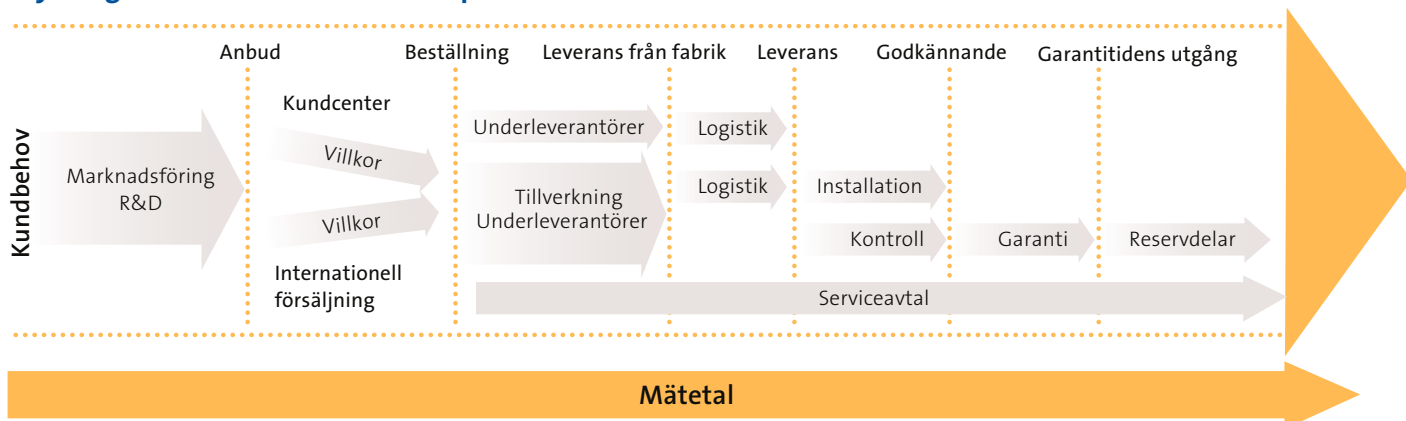 Anbud
Beställning
Leverans från fabrik
Leverans
Godkännande
Garantitidens utgång
Kundbehov
Marknadsföring
R&D
Kundcenter
Villkor
Villkor
Internationell
försäljning
Underleverantörer
Tillverkning
Underleverantörer
Logistik
Logistik
Installation
Kontroll
Garanti
Reservdelar
Serviceavtal
Mätetal